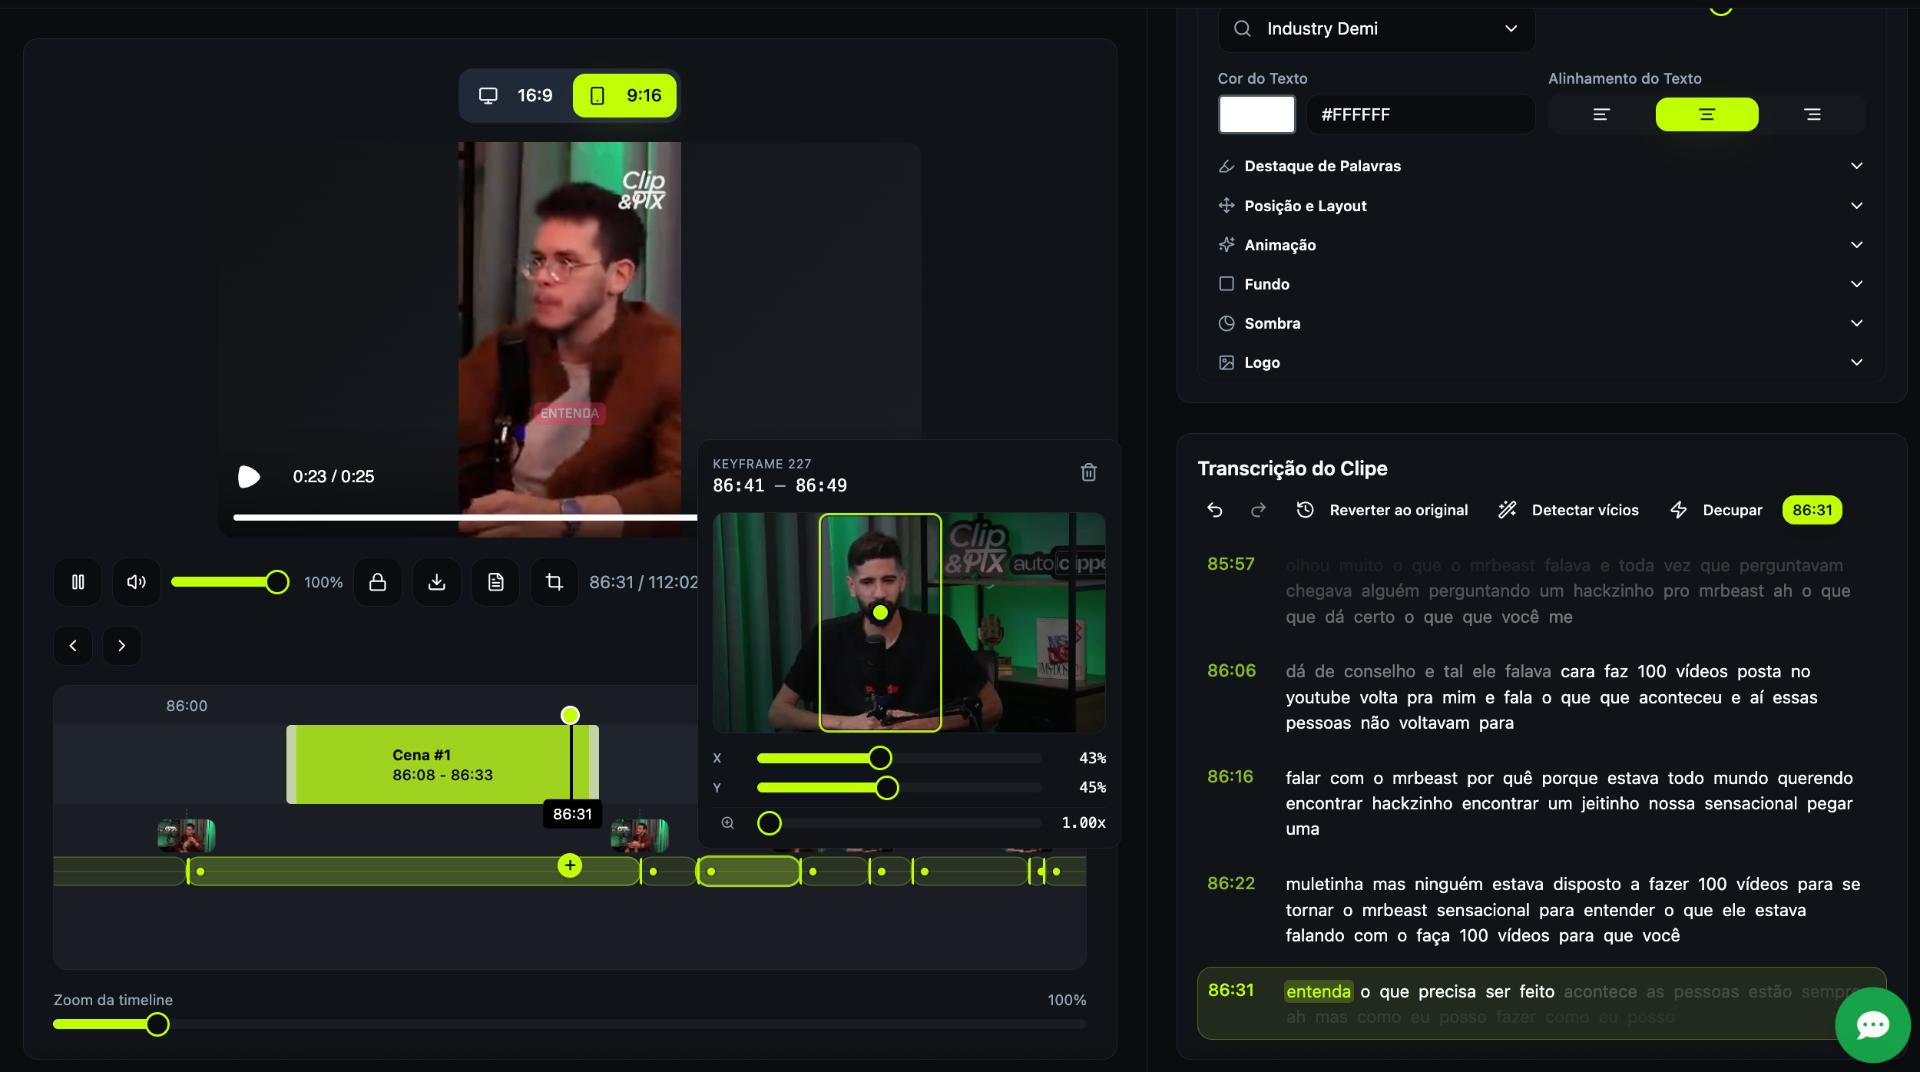 16:9
9:16
Clip
&PIX
ENTENDA
0:23 / 0:25
100%
86:31 / 112:02
86:00
Cena #1
86:08 - 86:33
86:31
Zoom da timeline
100%
KEYFRAME 227
86:41 – 86:49
Clip
&PIX
autoclippe
X
43%
Y
45%
1.00x
Industry Demi
Cor do Texto
Alinhamento do Texto
#FFFFFF
Destaque de Palavras
Posição e Layout
Animação
Fundo
Sombra
Logo
Transcrição do Clipe
Reverter ao original
Detectar vícios
Decupar
86:31
85:57
olhou muito o que o mrbeast falava e toda vez que perguntavam
chegava alguém perguntando um hackzinho pro mrbeast ah o que
que dá certo o que que você me
86:06
dá de conselho e tal ele falava cara faz 100 vídeos posta no
youtube volta pra mim e fala o que que aconteceu e aí essas
pessoas não voltavam para
86:16
falar com o mrbeast por quê porque estava todo mundo querendo
encontrar hackzinho encontrar um jeitinho nossa sensacional pegar
uma
86:22
muletinha mas ninguém estava disposto a fazer 100 vídeos para se
tornar o mrbeast sensacional para entender o que ele estava
falando com o faça 100 vídeos para que você
86:31
entenda o que precisa ser feito acontece as pessoas estão sempre
ah mas como eu posso fazer como eu posso